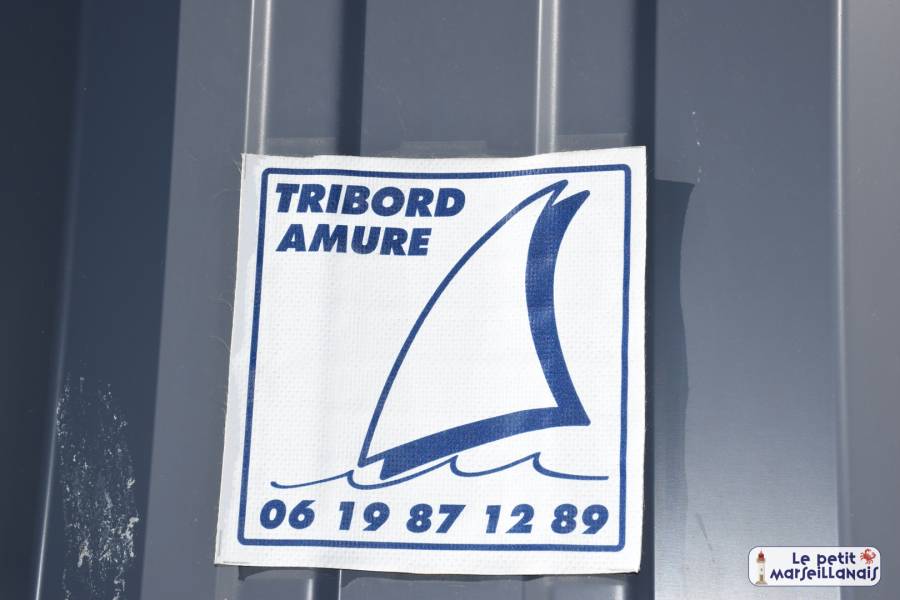 TRIBORD
AMURE
06 19 87 12 89
Le petit
Marseillanais